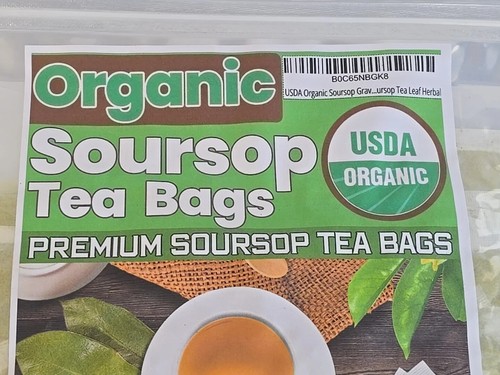 Organic
B0C65NBGK8
USDA Organic Soursop Grav...ursop Tea Leaf Herbal
Soursop
Tea Bags
USDA
ORGANIC
PREMIUM SOURSOP TEA BAGS